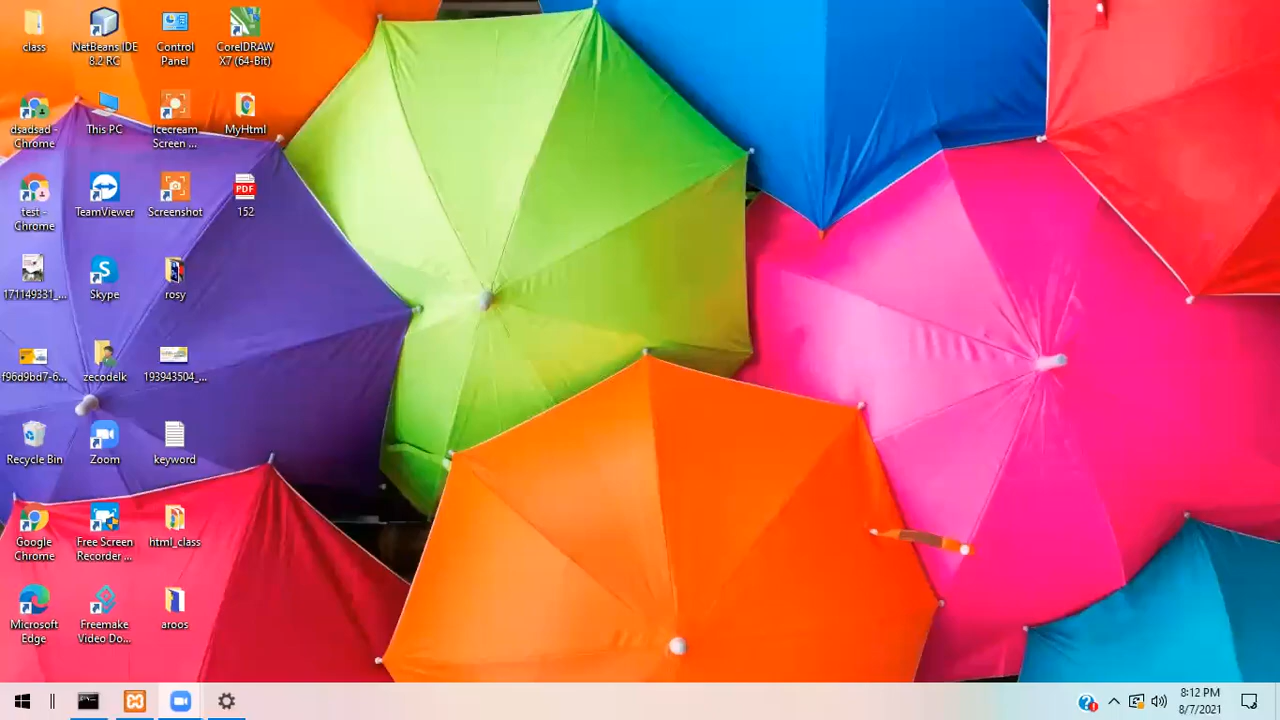 class
NetBeans IDE
8.2 RC
Control
Panel
CorelDRAW
X7 (64-Bit)
dsadsad -
Chrome
This PC
Icecream
Screen ...
MyHtml
test -
Chrome
TeamViewer
Screenshot
PDF
152
171149331_...
Skype
rosy
f96d9bd7-6...
zecodelk
193943504_...
Recycle Bin
Zoom
keyword
Google
Chrome
Free Screen
Recorder ...
html_class
Microsoft
Edge
Freemake
Video Do...
aroos
8:12 PM
8/7/2021